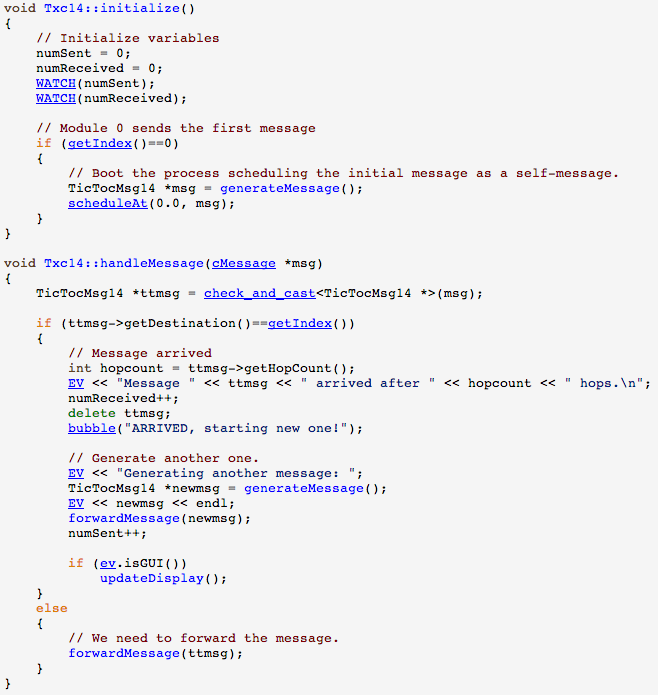 void Txc14::initialize()
{
    // Initialize variables
    numSent = 0;
    numReceived = 0;
    WATCH(numSent);
    WATCH(numReceived);

    // Module 0 sends the first message
    if (getIndex()==0)
    {
        // Boot the process scheduling the initial message as a self-message.
        TicTocMsg14 *msg = generateMessage();
        scheduleAt(0.0, msg);
    }
}

void Txc14::handleMessage(cMessage *msg)
{
    TicTocMsg14 *ttmsg = check_and_cast<TicTocMsg14 *>(msg);

    if (ttmsg->getDestination()==getIndex())
    {
        // Message arrived
        int hopcount = ttmsg->getHopCount();
        EV << "Message " << ttmsg << " arrived after " << hopcount << " hops.\n";
        numReceived++;
        delete ttmsg;
        bubble("ARRIVED, starting new one!");

        // Generate another one.
        EV << "Generating another message: ";
        TicTocMsg14 *newmsg = generateMessage();
        EV << newmsg << endl;
        forwardMessage(newmsg);
        numSent++;

        if (ev.isGUI())
            updateDisplay();
    }
    else
    {
        // We need to forward the message.
        forwardMessage(ttmsg);
    }
}